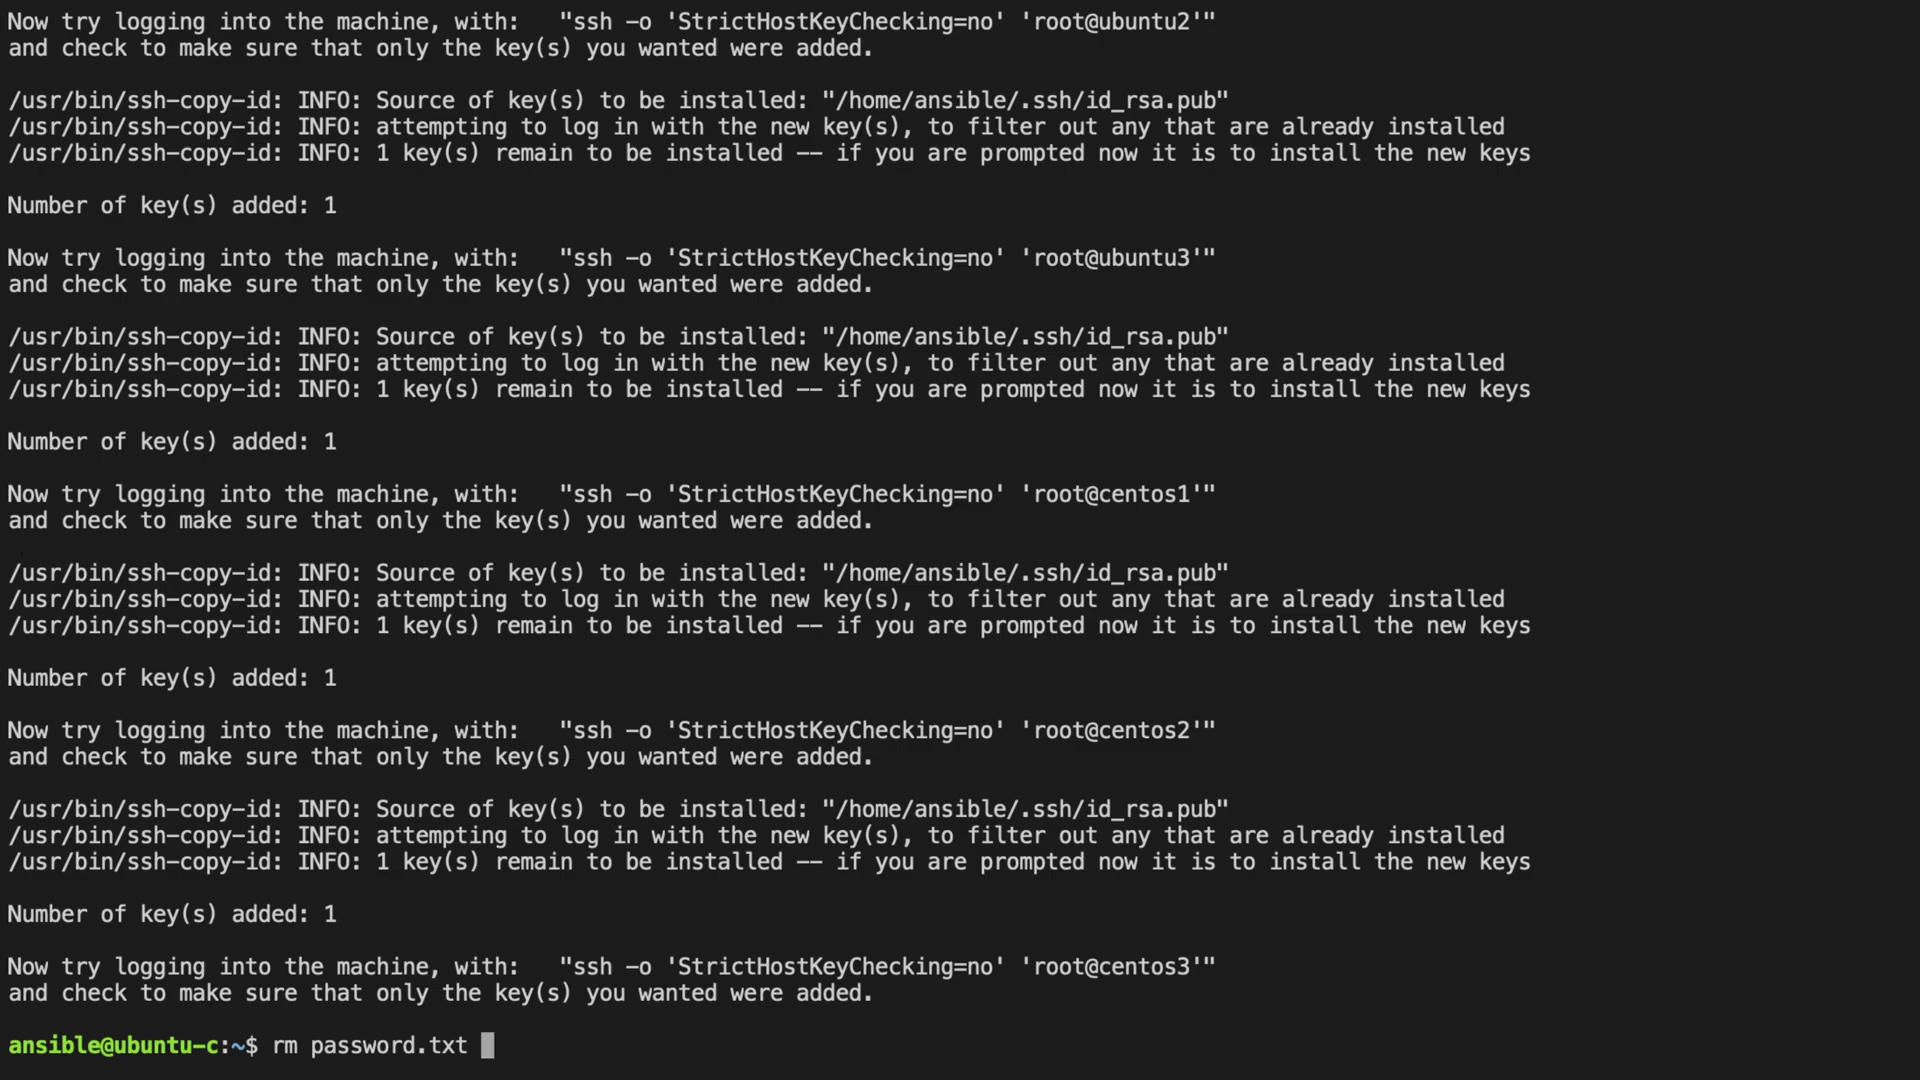 Now try logging into the machine, with:   "ssh -o 'StrictHostKeyChecking=no' 'root@ubuntu2'"
and check to make sure that only the key(s) you wanted were added.

/usr/bin/ssh-copy-id: INFO: Source of key(s) to be installed: "/home/ansible/.ssh/id_rsa.pub"
/usr/bin/ssh-copy-id: INFO: attempting to log in with the new key(s), to filter out any that are already installed
/usr/bin/ssh-copy-id: INFO: 1 key(s) remain to be installed -- if you are prompted now it is to install the new keys

Number of key(s) added: 1

Now try logging into the machine, with:   "ssh -o 'StrictHostKeyChecking=no' 'root@ubuntu3'"
and check to make sure that only the key(s) you wanted were added.

/usr/bin/ssh-copy-id: INFO: Source of key(s) to be installed: "/home/ansible/.ssh/id_rsa.pub"
/usr/bin/ssh-copy-id: INFO: attempting to log in with the new key(s), to filter out any that are already installed
/usr/bin/ssh-copy-id: INFO: 1 key(s) remain to be installed -- if you are prompted now it is to install the new keys

Number of key(s) added: 1

Now try logging into the machine, with:   "ssh -o 'StrictHostKeyChecking=no' 'root@centos1'"
and check to make sure that only the key(s) you wanted were added.

/usr/bin/ssh-copy-id: INFO: Source of key(s) to be installed: "/home/ansible/.ssh/id_rsa.pub"
/usr/bin/ssh-copy-id: INFO: attempting to log in with the new key(s), to filter out any that are already installed
/usr/bin/ssh-copy-id: INFO: 1 key(s) remain to be installed -- if you are prompted now it is to install the new keys

Number of key(s) added: 1

Now try logging into the machine, with:   "ssh -o 'StrictHostKeyChecking=no' 'root@centos2'"
and check to make sure that only the key(s) you wanted were added.

/usr/bin/ssh-copy-id: INFO: Source of key(s) to be installed: "/home/ansible/.ssh/id_rsa.pub"
/usr/bin/ssh-copy-id: INFO: attempting to log in with the new key(s), to filter out any that are already installed
/usr/bin/ssh-copy-id: INFO: 1 key(s) remain to be installed -- if you are prompted now it is to install the new keys

Number of key(s) added: 1

Now try logging into the machine, with:   "ssh -o 'StrictHostKeyChecking=no' 'root@centos3'"
and check to make sure that only the key(s) you wanted were added.

ansible@ubuntu-c:~$ rm password.txt